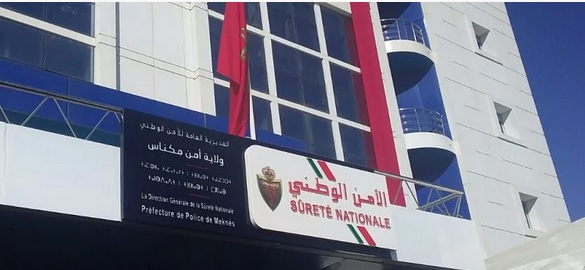 المديرية العامة للأمن الوطني
ولاية أمن مكناس
La Direction Générale de la Sûreté Nationale
Préfecture de Police de Meknès
الأمن الوطني
SÛRETÉ NATIONALE